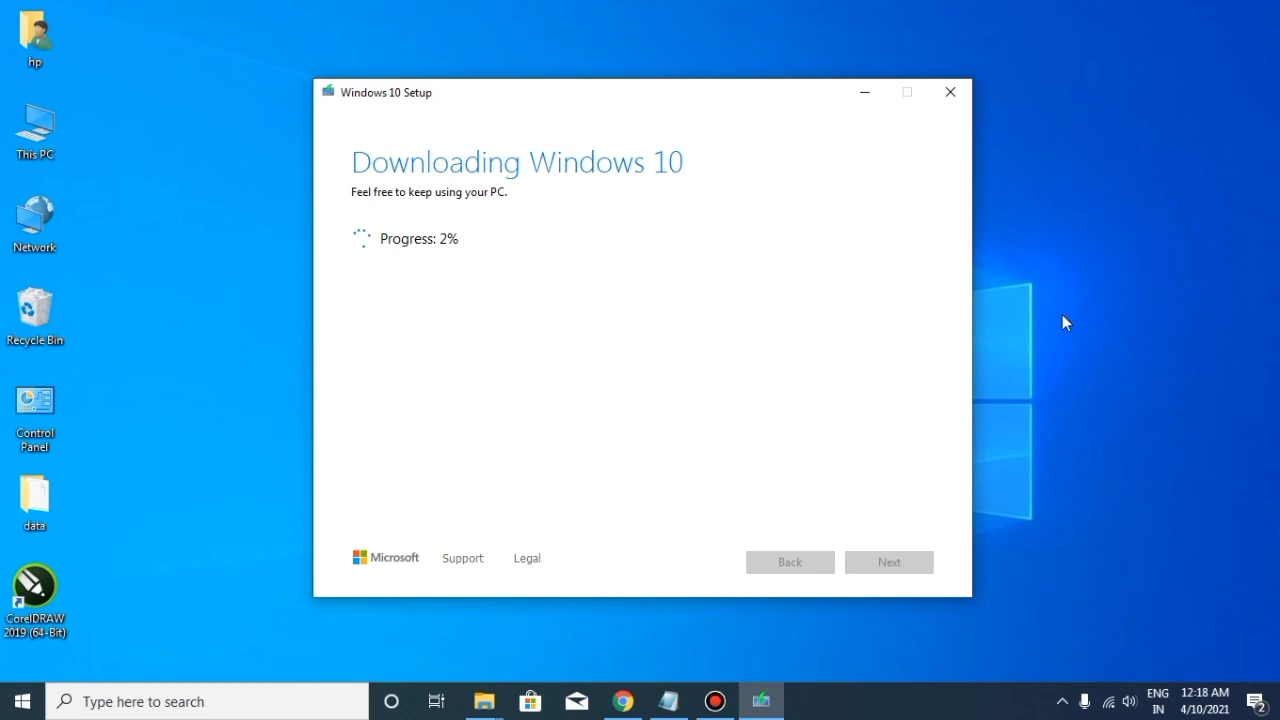 hp
This PC
Network
Recycle Bin
Control
Panel
data
CorelDRAW
2019 (64-Bit)
Windows 10 Setup
Downloading Windows 10
Feel free to keep using your PC.
Progress: 2%
Microsoft
Support
Legal
Back
Next
Type here to search
ENG
IN
12:18 AM
4/10/2021
2